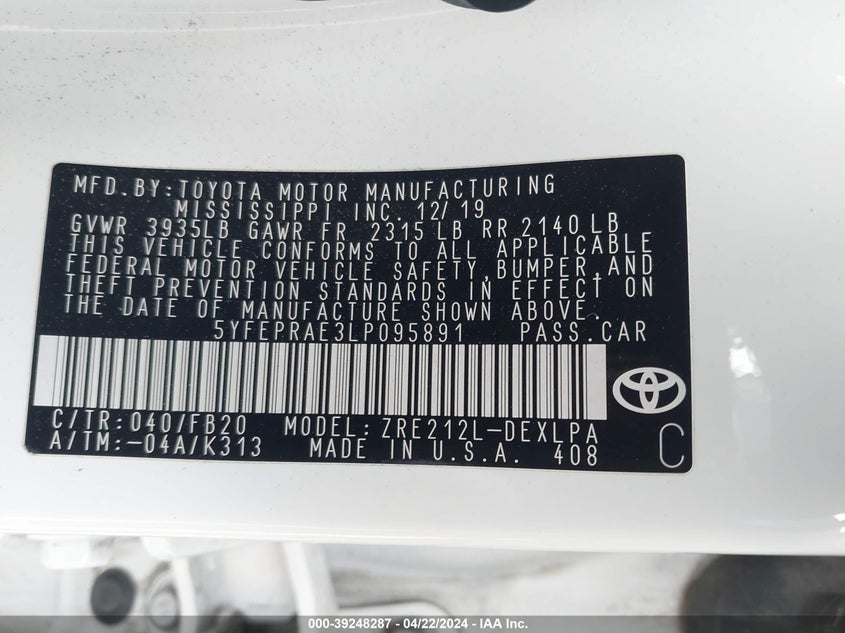 MFD.BY:TOYOTA MOTOR MANUFACTURING
MISSISSIPPI INC. 12/19
GVWR 3935LB GAWR FR 2315 LB RR 2140 LB
THIS VEHICLE CONFORMS TO ALL APPLICABLE
FEDERAL MOTOR VEHICLE SAFETY,BUMPER,AND
THEFT PREVENTION STANDARDS IN EFFECT ON
THE DATE OF MANUFACTURE SHOWN ABOVE.
5YFEPRAE3LP095891 PASS.CAR
C/TR:040/FB20 MODEL:ZRE212L-DEXLPA
A/TM:-04A/K313 MADE IN U.S.A. 408
C
000-39248287 - 04/22/2024 - IAA Inc.